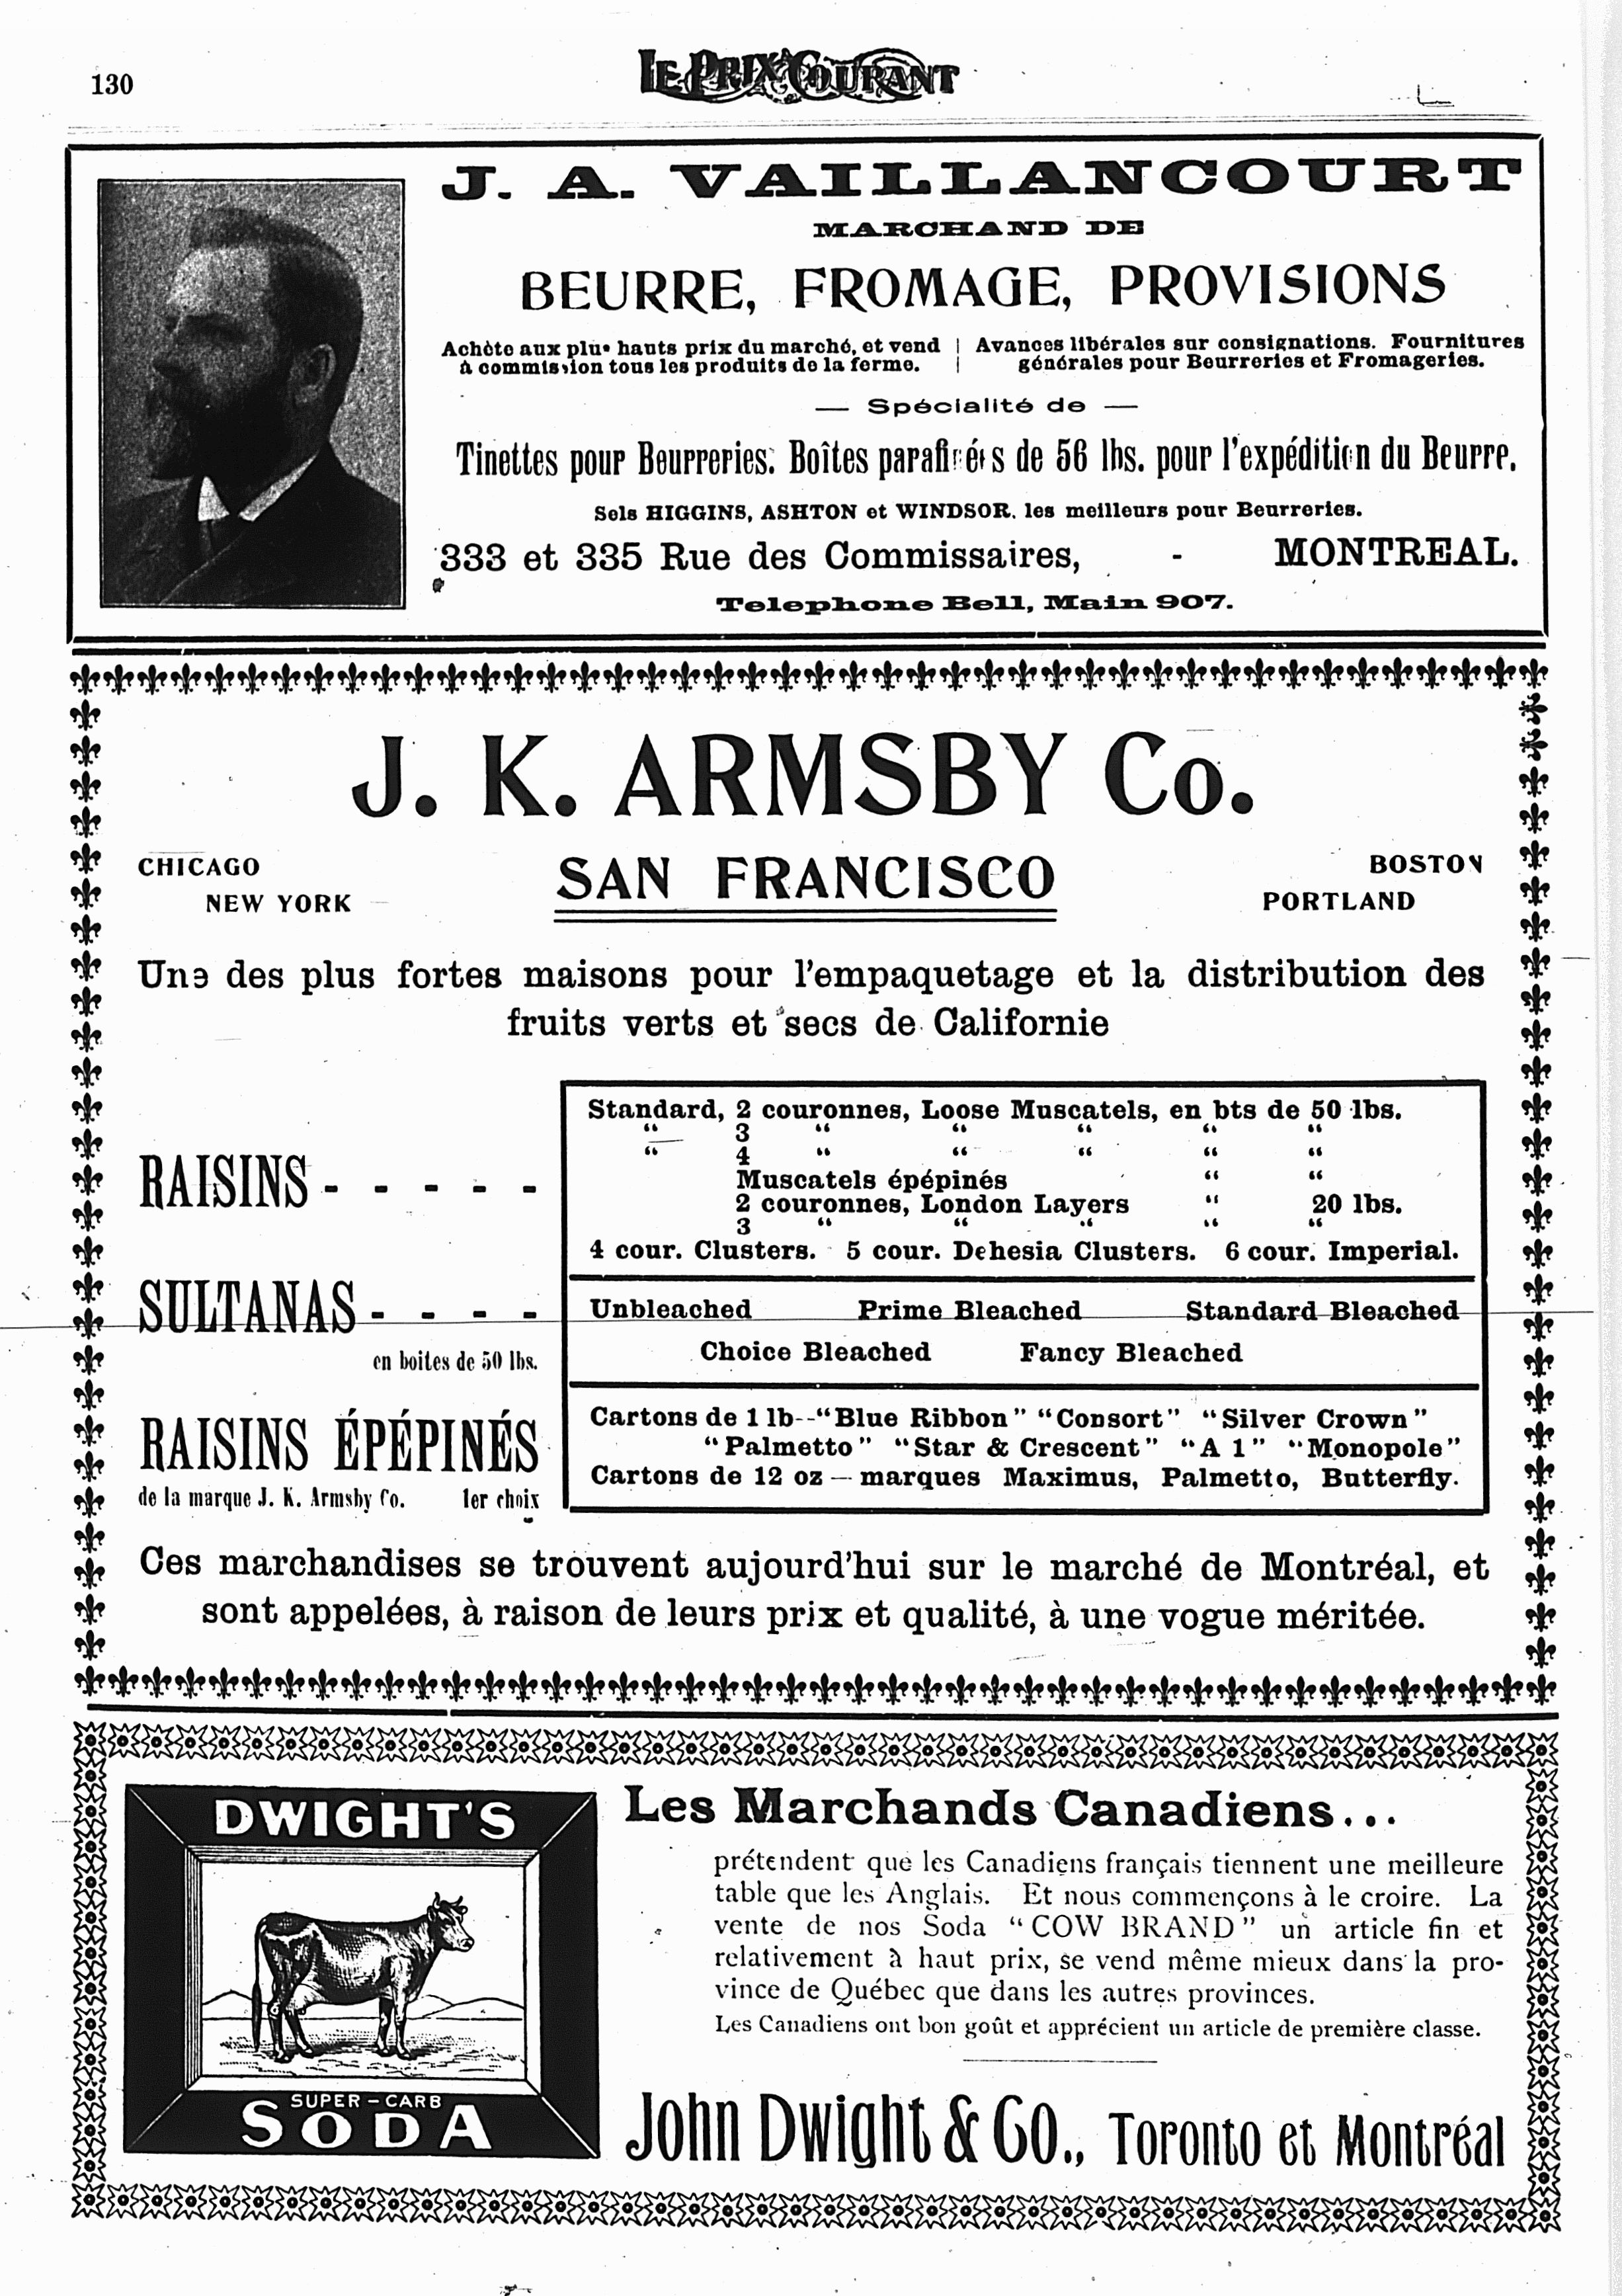 130
LE PRIX COURANT
J. A. VAILLANCOURT
MARCHAND DE
BEURRE, FROMAGE, PROVISIONS
Achète aux plus hauts prix du marché, et vend
à commission tous les produits de la ferme.
Avances libérales sur consignations. Fournitures
générales pour Beurreries et Fromageries.
— Spécialité de —
Tinettes pour Beurreries. Boîtes parafinées de 56 lbs. pour l'expédition du Beurre.
Sels HIGGINS, ASHTON et WINDSOR. les meilleurs pour Beurreries.
333 et 335 Rue des Commissaires, - MONTREAL.
Telephone Bell, Main 907.
J. K. ARMSBY Co.
CHICAGO
NEW YORK
SAN FRANCISCO
BOSTON
PORTLAND
Une des plus fortes maisons pour l'empaquetage et la distribution des
fruits verts et secs de Californie
RAISINS - - - - -
Standard, 2 couronnes, Loose Muscatels, en bts de 50 lbs.
“ 3 “ “ “ “ “
“ 4 “ “ “ “ “
Muscatels épépinés “ “
2 couronnes, London Layers “ 20 lbs.
3 “ “ “ “ “
4 cour. Clusters. 5 cour. Dehesia Clusters. 6 cour. Imperial.
SULTANAS - - - -
en boites de 50 lbs.
Unbleached Prime Bleached Standard Bleached
Choice Bleached Fancy Bleached
RAISINS ÉPÉPINÉS
de la marque J. K. Armsby Co. 1er choix
Cartons de 1 lb--“Blue Ribbon” “Consort” “Silver Crown”
“Palmetto” “Star & Crescent” “A 1” “Monopole”
Cartons de 12 oz — marques Maximus, Palmetto, Butterfly.
Ces marchandises se trouvent aujourd'hui sur le marché de Montréal, et
sont appelées, à raison de leurs prix et qualité, à une vogue méritée.
DWIGHT'S
SUPER-CARB
SODA
Les Marchands Canadiens...
prétendent que les Canadiens français tiennent une meilleure
table que les Anglais. Et nous commençons à le croire. La
vente de nos Soda “COW BRAND” un article fin et
relativement à haut prix, se vend même mieux dans la pro-
vince de Québec que dans les autres provinces.
Les Canadiens ont bon goût et apprécient un article de première classe.
John Dwight & Co., Toronto et Montréal